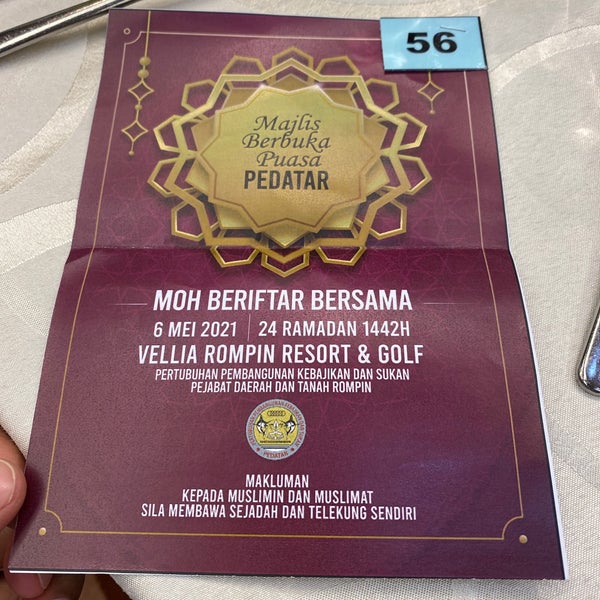 56
Majlis
Berbuka
Puasa
PEDATAR
MOH BERIFTAR BERSAMA
6 MEI 2021 | 24 RAMADAN 1442H
VELLIA ROMPIN RESORT & GOLF
PERTUBUHAN PEMBANGUNAN KEBAJIKAN DAN SUKAN
PEJABAT DAERAH DAN TANAH ROMPIN
PEDATAR
MAKLUMAN
KEPADA MUSLIMIN DAN MUSLIMAT
SILA MEMBAWA SEJADAH DAN TELEKUNG SENDIRI